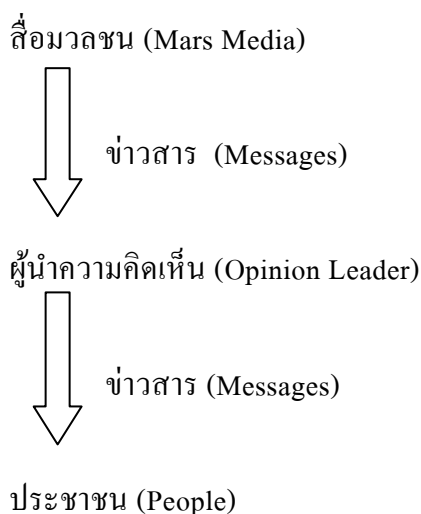 สื่อมวลชน (Mars Media)
ข่าวสาร (Messages)
ผู้นำความคิดเห็น (Opinion Leader)
ข่าวสาร (Messages)
ประชาชน (People)